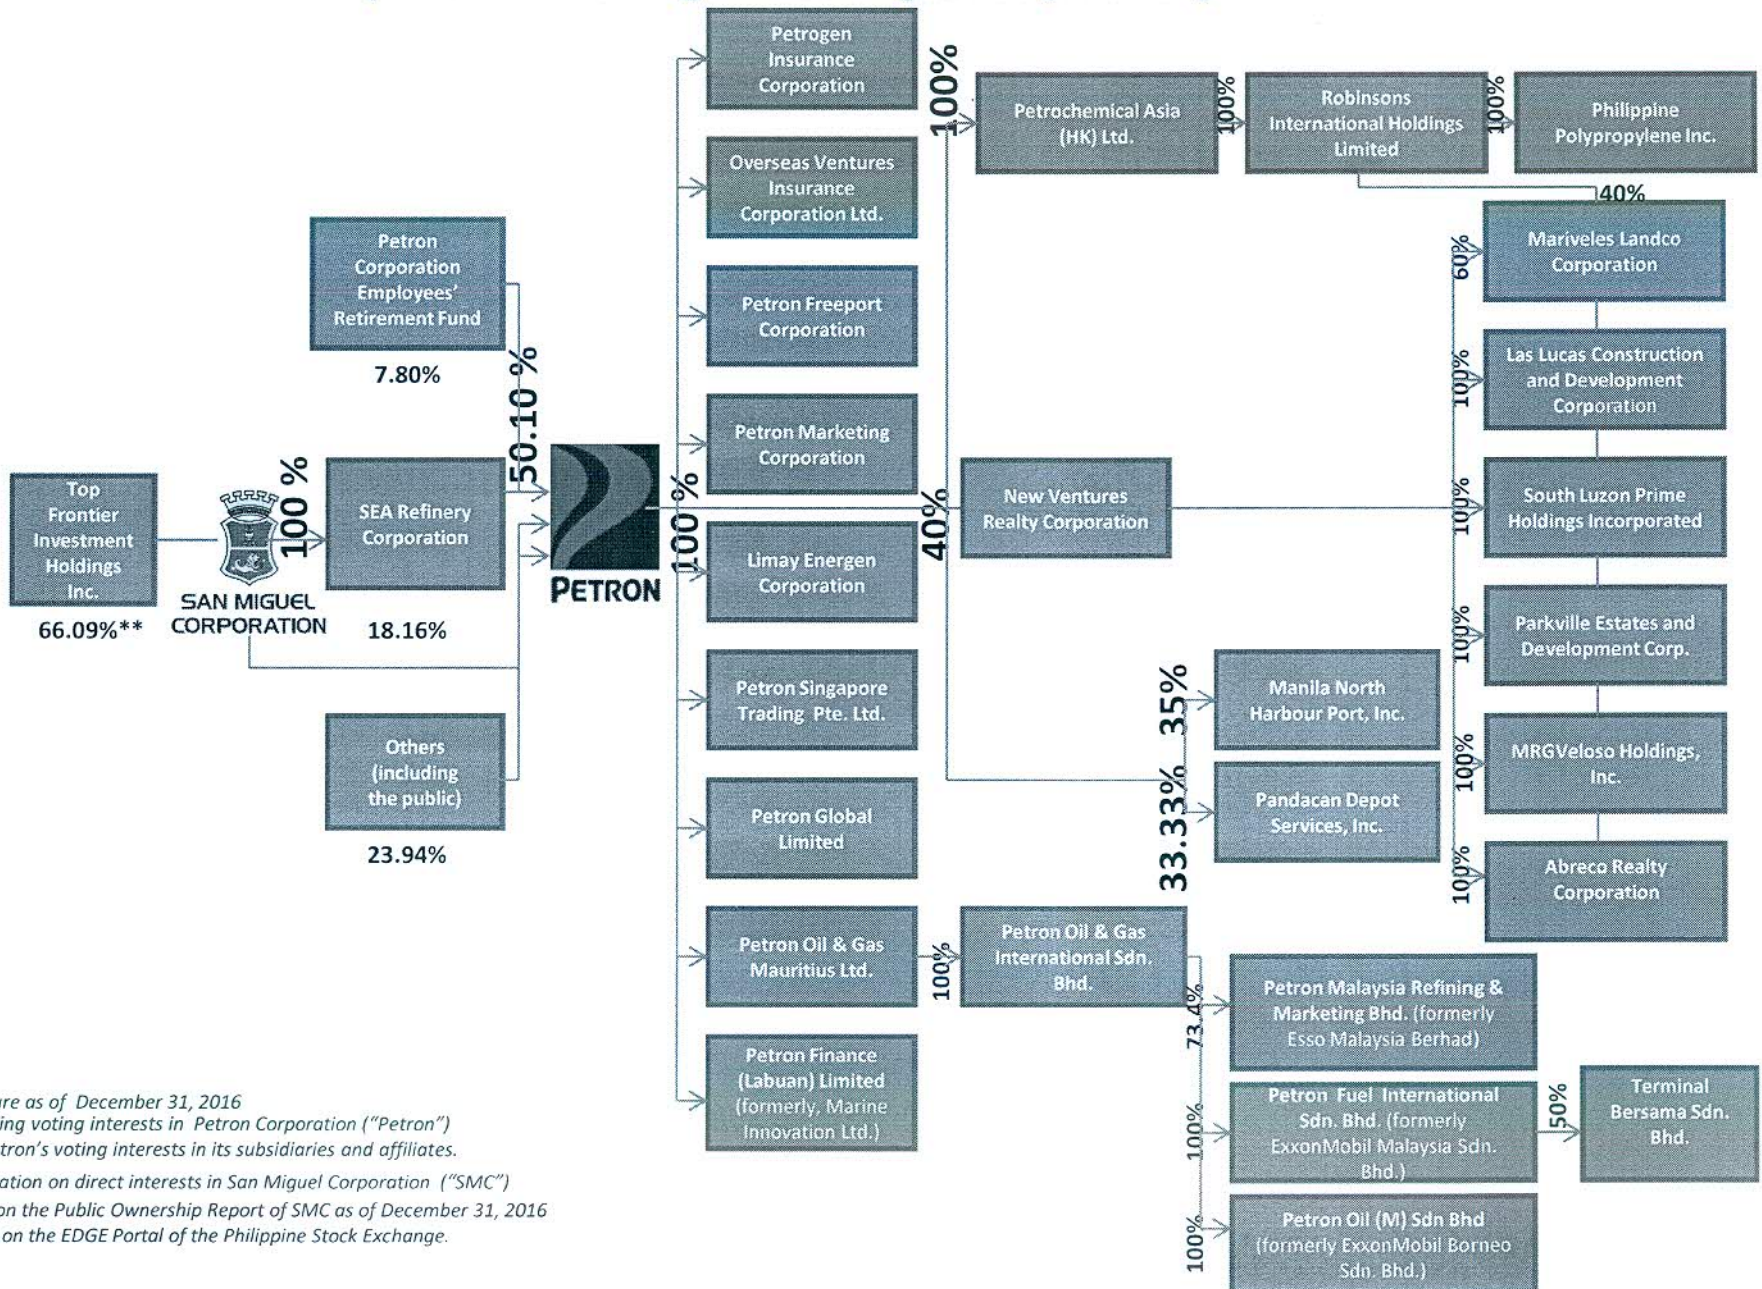 Petrogen
Insurance
Corporation
Overseas Ventures
Insurance
Corporation Ltd.
Petron Freeport
Corporation
Petron Marketing
Corporation
Limay Energen
Corporation
Petron Singapore
Trading Pte. Ltd.
Petron Global
Limited
Petron Oil & Gas
Mauritius Ltd.
Petron Finance
(Labuan) Limited
(formerly, Marine
Innovation Ltd.)
Petron
Corporation
Employees'
Retirement Fund
7.80%
50.10 %
Top
Frontier
Investment
Holdings
Inc.
66.09%**
SAN MIGUEL
CORPORATION
100 %
SEA Refinery
Corporation
18.16%
Others
(including
the public)
23.94%
PETRON
100 %
100%
Petrochemical Asia
(HK) Ltd.
100%
Robinsons
International Holdings
Limited
100%
Philippine
Polypropylene Inc.
40%
40%
New Ventures
Realty Corporation
60%
Mariveles Landco
Corporation
100%
Las Lucas Construction
and Development
Corporation
100%
South Luzon Prime
Holdings Incorporated
100%
Parkville Estates and
Development Corp.
100%
MRGVeloso Holdings,
Inc.
100%
Abreco Realty
Corporation
35%
Manila North
Harbour Port, Inc.
33.33%
Pandacan Depot
Services, Inc.
100%
Petron Oil & Gas
International Sdn.
Bhd.
73.4%
Petron Malaysia Refining &
Marketing Bhd. (formerly
Esso Malaysia Berhad)
100%
Petron Fuel International
Sdn. Bhd. (formerly
ExxonMobil Malaysia Sdn.
Bhd.)
50%
Terminal
Bersama Sdn.
Bhd.
100%
Petron Oil (M) Sdn Bhd
(formerly ExxonMobil Borneo
Sdn. Bhd.)
as of December 31, 2016
voting interests in Petron Corporation ("Petron")
voting interests in its subsidiaries and affiliates.
on direct interests in San Miguel Corporation ("SMC")
on the Public Ownership Report of SMC as of December 31, 2016
on the EDGE Portal of the Philippine Stock Exchange.